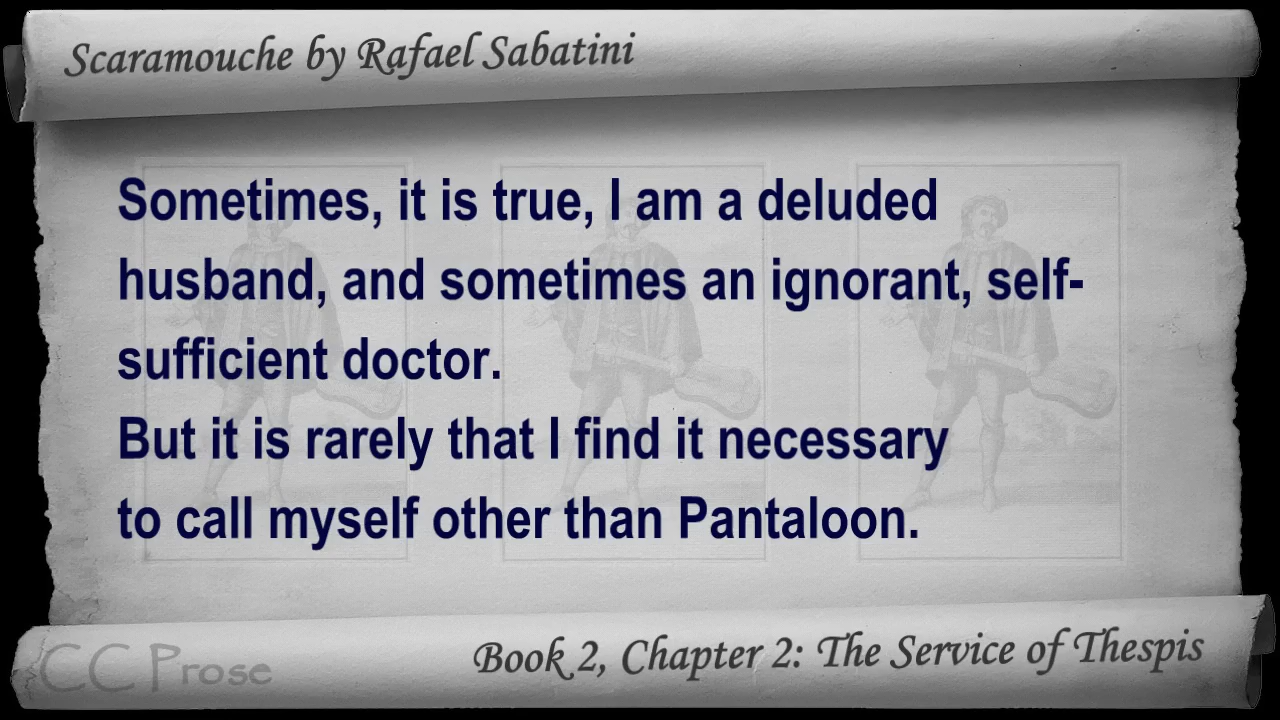 Scaramouche by Rafael Sabatini
Sometimes, it is true, I am a deluded
husband, and sometimes an ignorant, self-
sufficient doctor.
But it is rarely that I find it necessary
to call myself other than Pantaloon.
CC Prose
Book 2, Chapter 2: The Service of Thespis